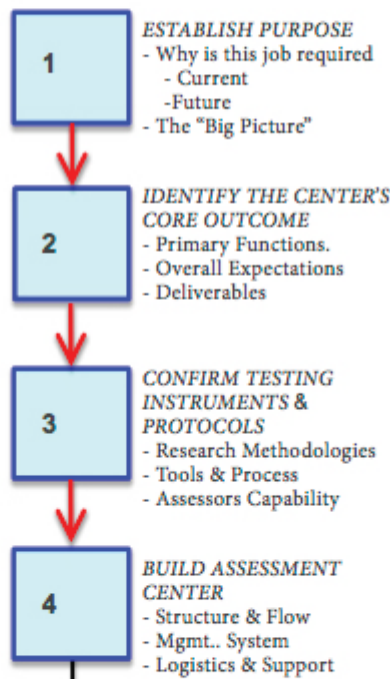 1
ESTABLISH PURPOSE
- Why is this job required
- Current
-Future
- The “Big Picture”
2
IDENTIFY THE CENTER’S
CORE OUTCOME
- Primary Functions.
- Overall Expectations
- Deliverables
3
CONFIRM TESTING
INSTRUMENTS &
PROTOCOLS
- Research Methodologies
- Tools & Process
- Assessors Capability
4
BUILD ASSESSMENT
CENTER
- Structure & Flow
- Mgmt.. System
- Logistics & Support